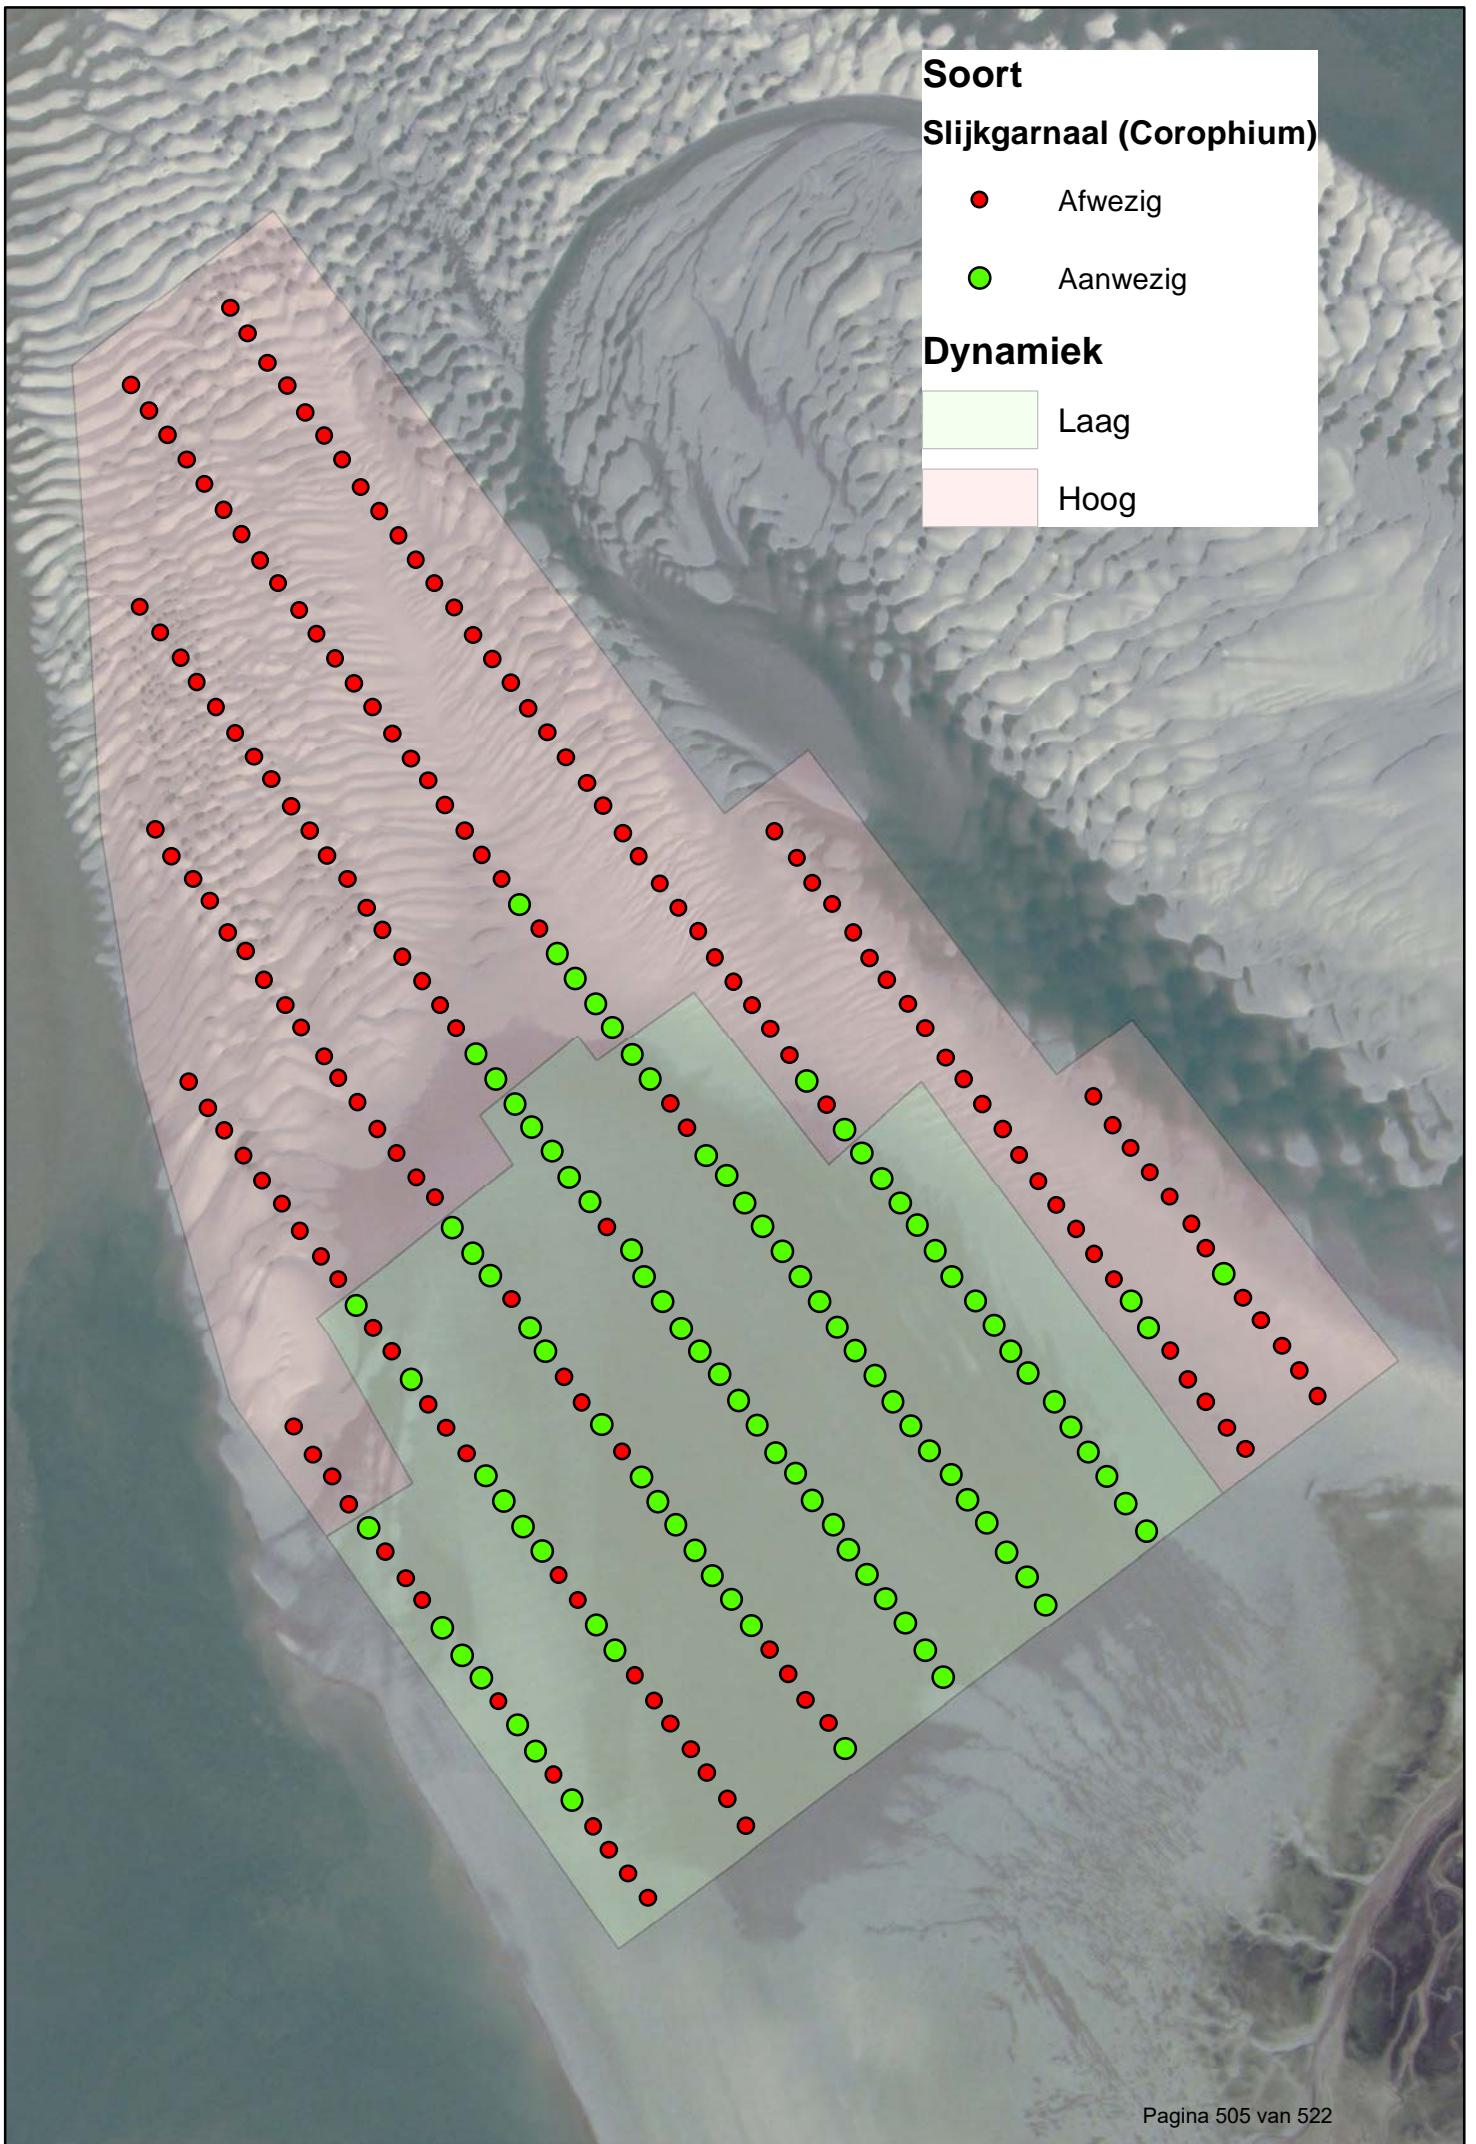 Soort
Slijkgarnaal (Corophium)
Afwezig
Aanwezig
Dynamiek
Laag
Hoog
Pagina 505 van 522